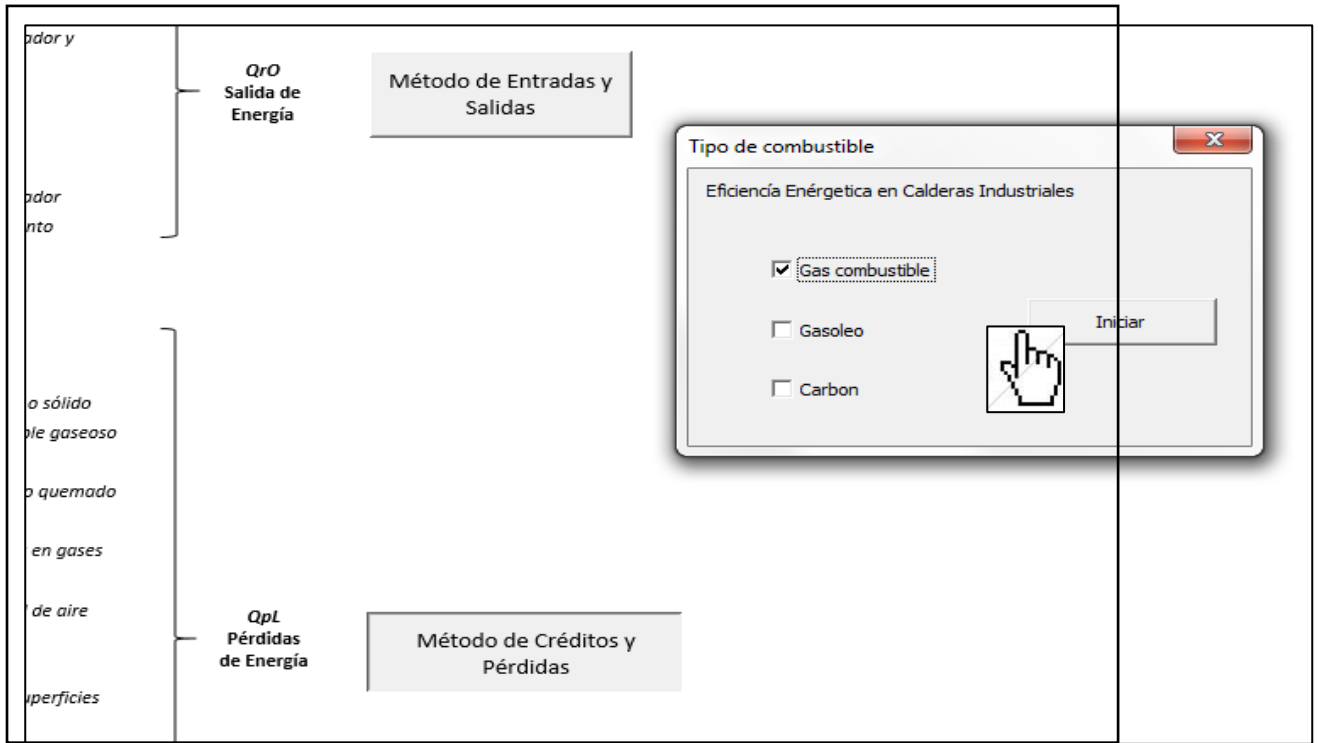 ador y
QrO
Salida de
Energía
Método de Entradas y
Salidas
ador
nto
Tipo de combustible
Eficiencía Enérgetica en Calderas Industriales
Gas combustible
Gasoleo
Carbon
Iniciar
o sólido
ble gaseoso
o quemado
en gases
de aire
uperficies
QpL
Pérdidas
de Energía
Método de Créditos y
Pérdidas